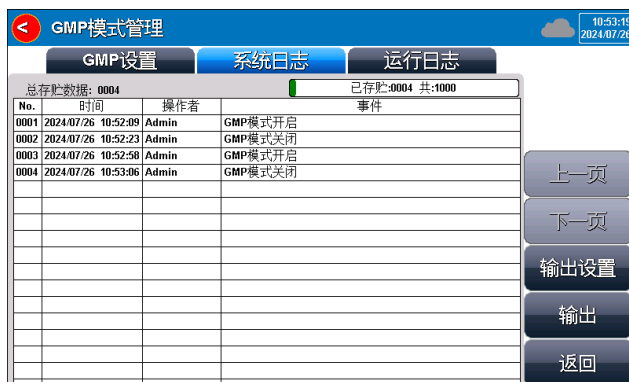 GMP模式管理
10:53:19
2024/07/26
GMP设置 系统日志 运行日志
总存贮数据: 0004 已存贮:0004 共:1000
No. 时间 操作者 事件
0001 2024/07/26 10:52:09 Admin GMP模式开启
0002 2024/07/26 10:52:23 Admin GMP模式关闭
0003 2024/07/26 10:52:58 Admin GMP模式开启
0004 2024/07/26 10:53:06 Admin GMP模式关闭
上一页
下一页
输出设置
输出
返回